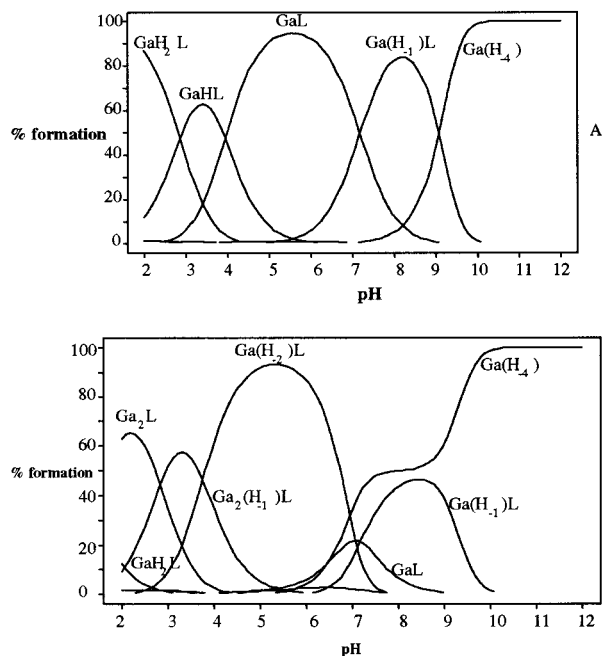 GaH2L
GaL
Ga(H-1)L
Ga(H-4)
GaHL
% formation
A
100
80
60
40
20
0
2 3 4 5 6 7 8 9 10 11 12
pH
Ga(H-2)L
Ga(H-4)
Ga2L
% formation
Ga2(H-1)L
Ga(H-1)L
GaH2L
GaL
100
80
60
40
20
0
2 3 4 5 6 7 8 9 10 11 12
pH